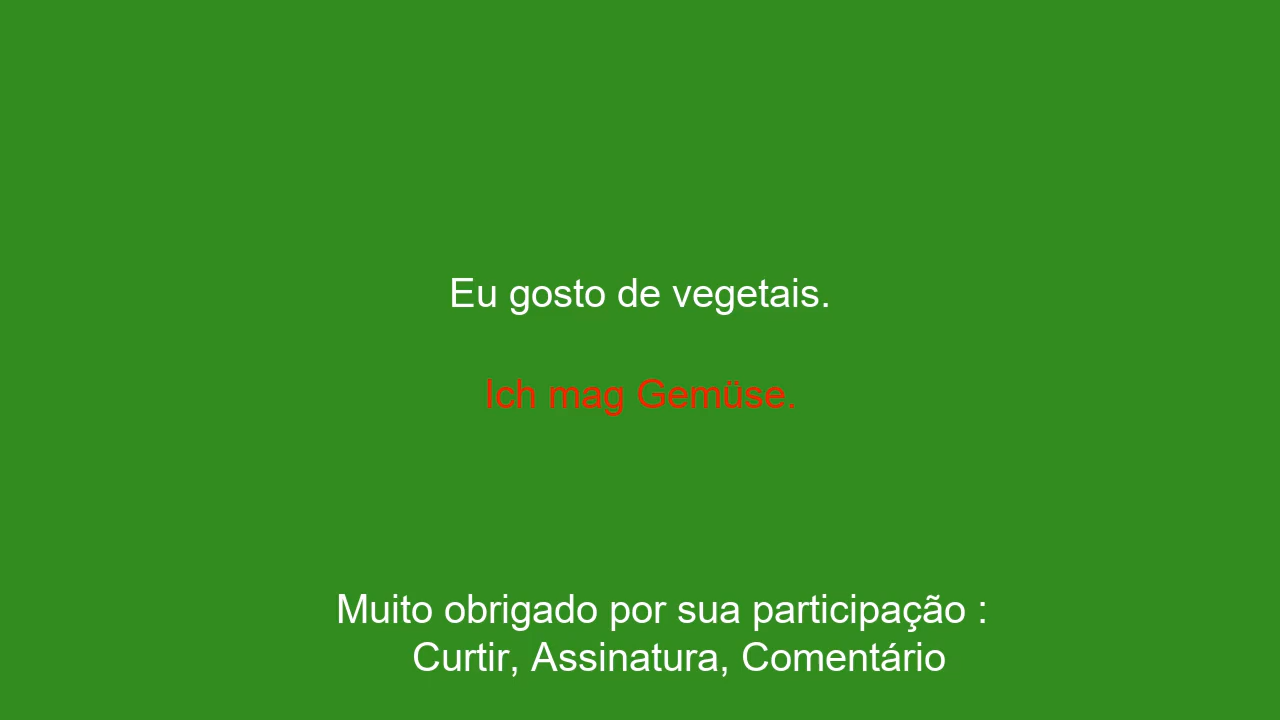 Eu gosto de vegetais.
Ich mag Gemüse.
Muito obrigado por sua participação :
Curtir, Assinatura, Comentário